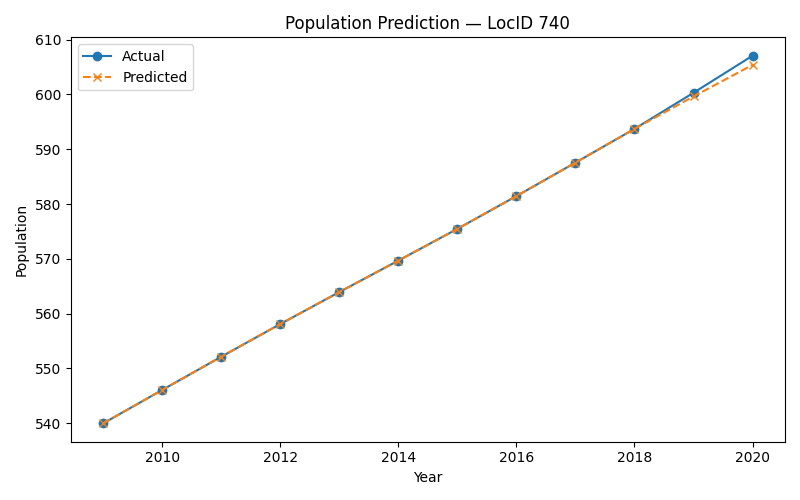 Population Prediction — LocID 740
Actual
Predicted
Population
610
600
590
580
570
560
550
540
2010 2012 2014 2016 2018 2020
Year